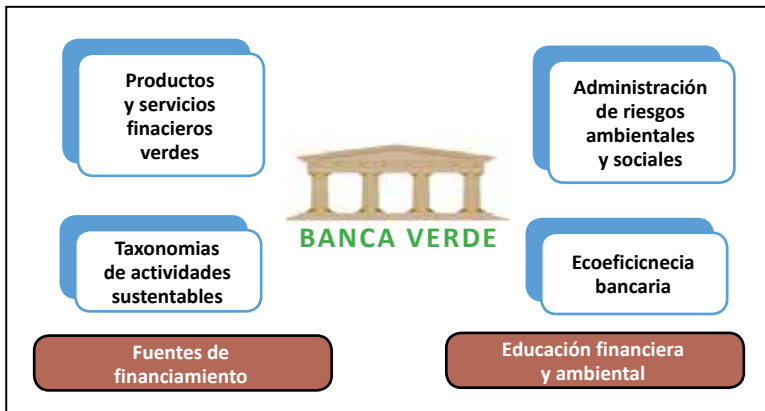 Productos
y servicios
finacieros
verdes
Administración
de riesgos
ambientales
y sociales
BANCA VERDE
Taxonomias
de actividades
sustentables
Ecoeficicnecia
bancaria
Fuentes de
financiamiento
Educación financiera
y ambiental